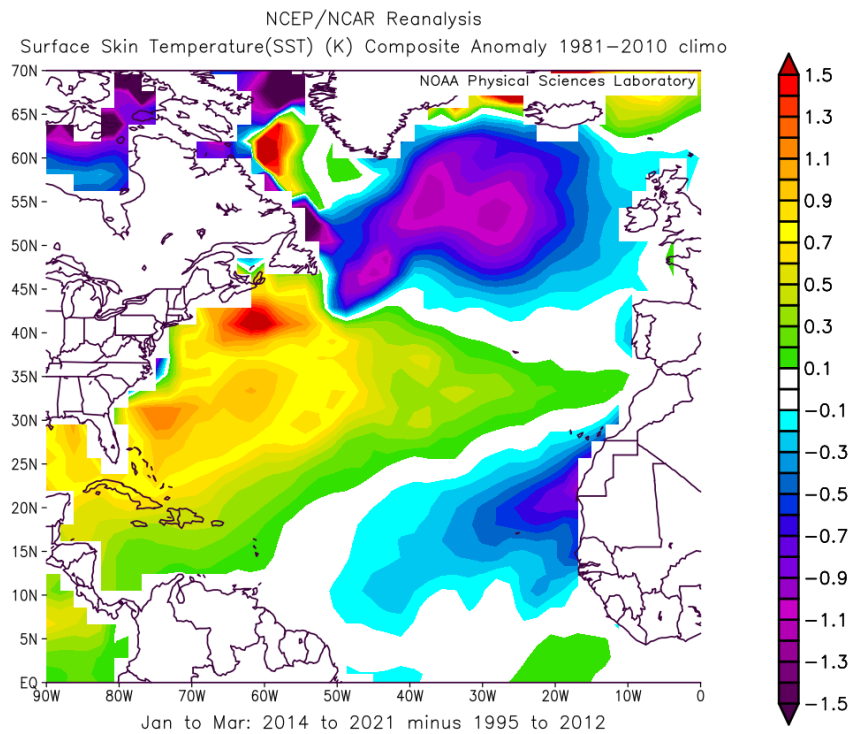 NCEP/NCAR Reanalysis
Surface Skin Temperature(SST) (K) Composite Anomaly 1981-2010 climo
NOAA Physical Sciences Laboratory
70N
65N
60N
55N
50N
45N
40N
35N
30N
25N
20N
15N
10N
5N
EQ
90W 80W 70W 60W 50W 40W 30W 20W 10W 0
Jan to Mar: 2014 to 2021 minus 1995 to 2012
1.5
1.3
1.1
0.9
0.7
0.5
0.3
0.1
-0.1
-0.3
-0.5
-0.7
-0.9
-1.1
-1.3
-1.5